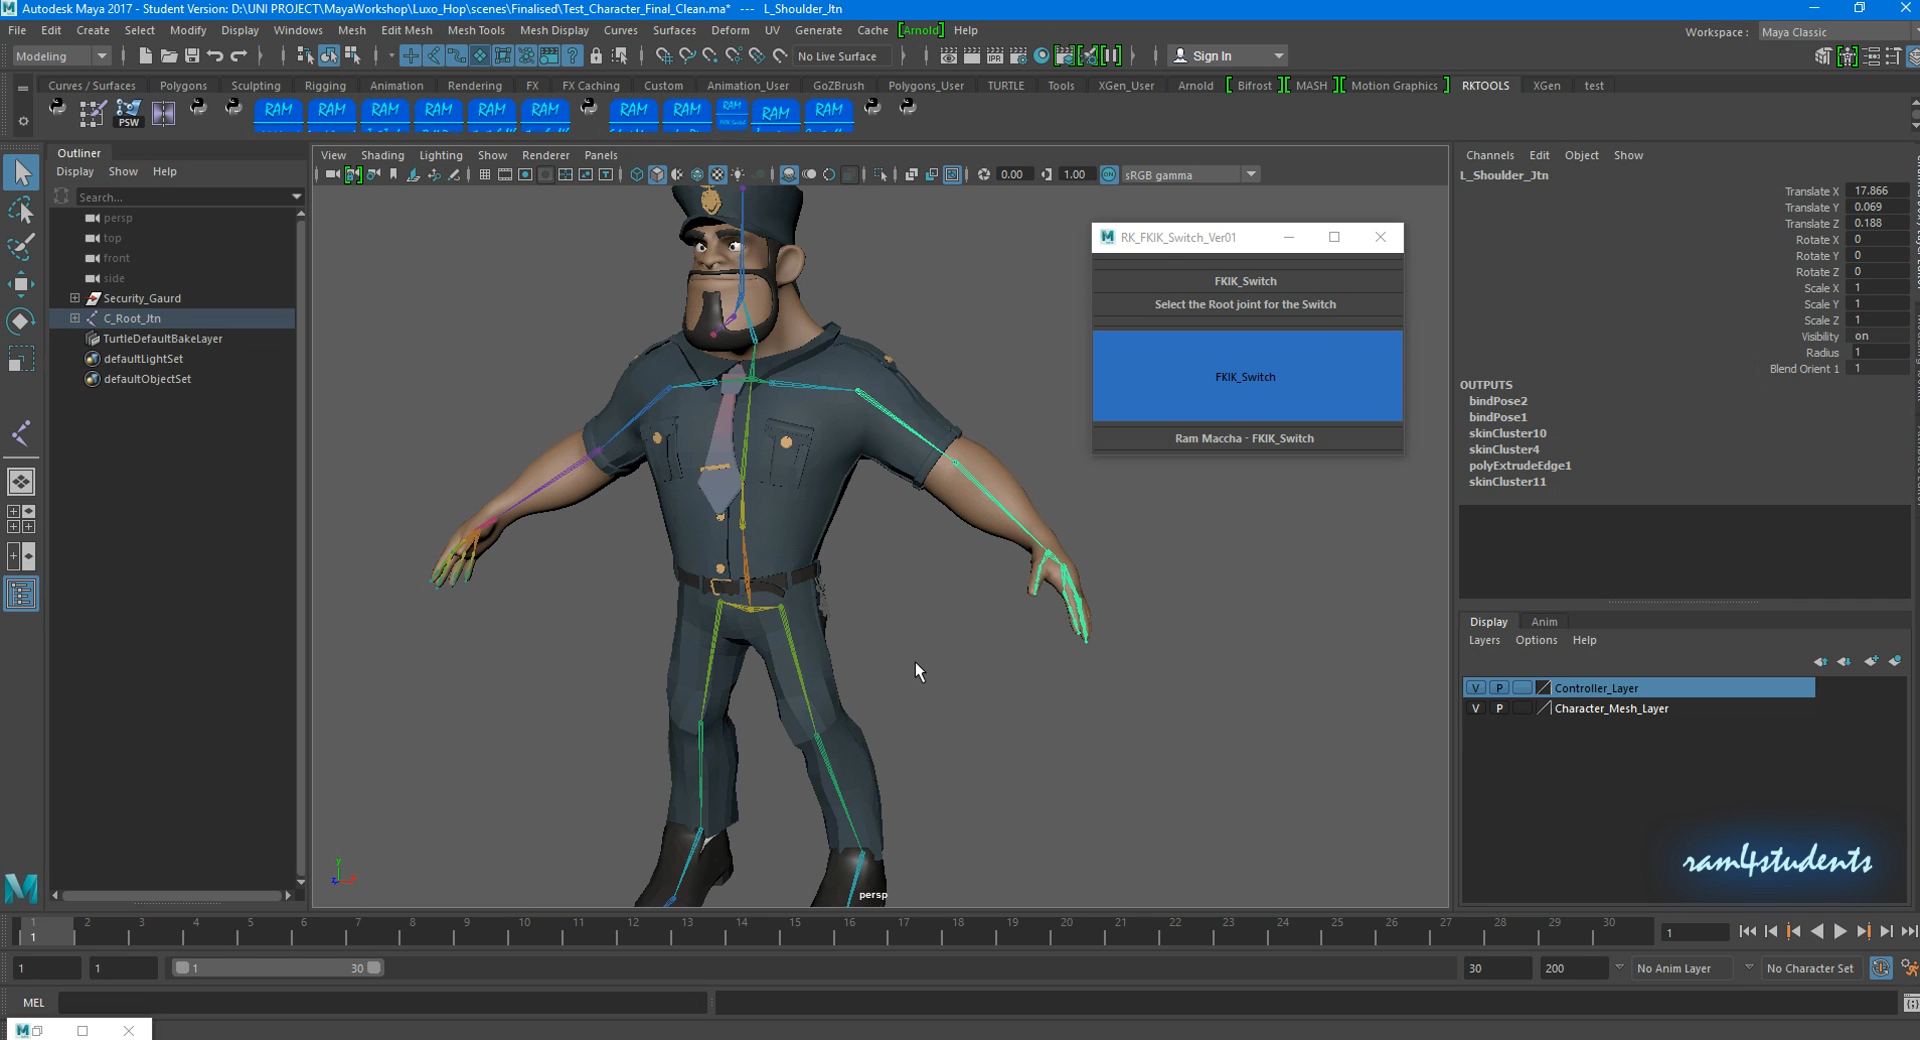 Autodesk Maya 2017 - Student Version: D:\UNI PROJECT\MayaWorkshop\Luxo_Hop\scenes\Finalised\Test_Character_Final_Clean.ma* --- L_Shoulder_Jtn
File Edit Create Select Modify Display Windows Mesh Edit Mesh Mesh Tools Mesh Display Curves Surfaces Deform UV Generate Cache Arnold Help
Workspace : Maya Classic
Modeling No Live Surface Sign In
Curves / Surfaces Polygons Sculpting Rigging Animation Rendering FX FX Caching Custom Animation_User GoZBrush Polygons_User TURTLE Tools XGen_User Arnold Bifrost MASH Motion Graphics RKTOOLS XGen test
PSW RAM RAM RAM RAM RAM RAM RAM RAM RAM RAM RAM
Outliner
Display Show Help
Search...
persp
top
front
side
Security_Gaurd
C_Root_Jtn
TurtleDefaultBakeLayer
defaultLightSet
defaultObjectSet
View Shading Lighting Show Renderer Panels
0.00 1.00 sRGB gamma
RK_FKIK_Switch_Ver01
FKIK_Switch
Select the Root joint for the Switch
FKIK_Switch
Ram Maccha - FKIK_Switch
persp
Channels Edit Object Show
L_Shoulder_Jtn
Translate X 17.866
Translate Y 0.069
Translate Z 0.188
Rotate X 0
Rotate Y 0
Rotate Z 0
Scale X 1
Scale Y 1
Scale Z 1
Visibility on
Radius 1
Blend Orient 1 1
OUTPUTS
bindPose2
bindPose1
skinCluster10
skinCluster4
polyExtrudeEdge1
skinCluster11
Display Anim
Layers Options Help
V P Controller_Layer
V P Character_Mesh_Layer
ram4students
1 2 3 4 5 6 7 8 9 10 11 12 13 14 15 16 17 18 19 20 21 22 23 24 25 26 27 28 29 30
1 1
1 1 1 30 30 200 No Anim Layer No Character Set
MEL